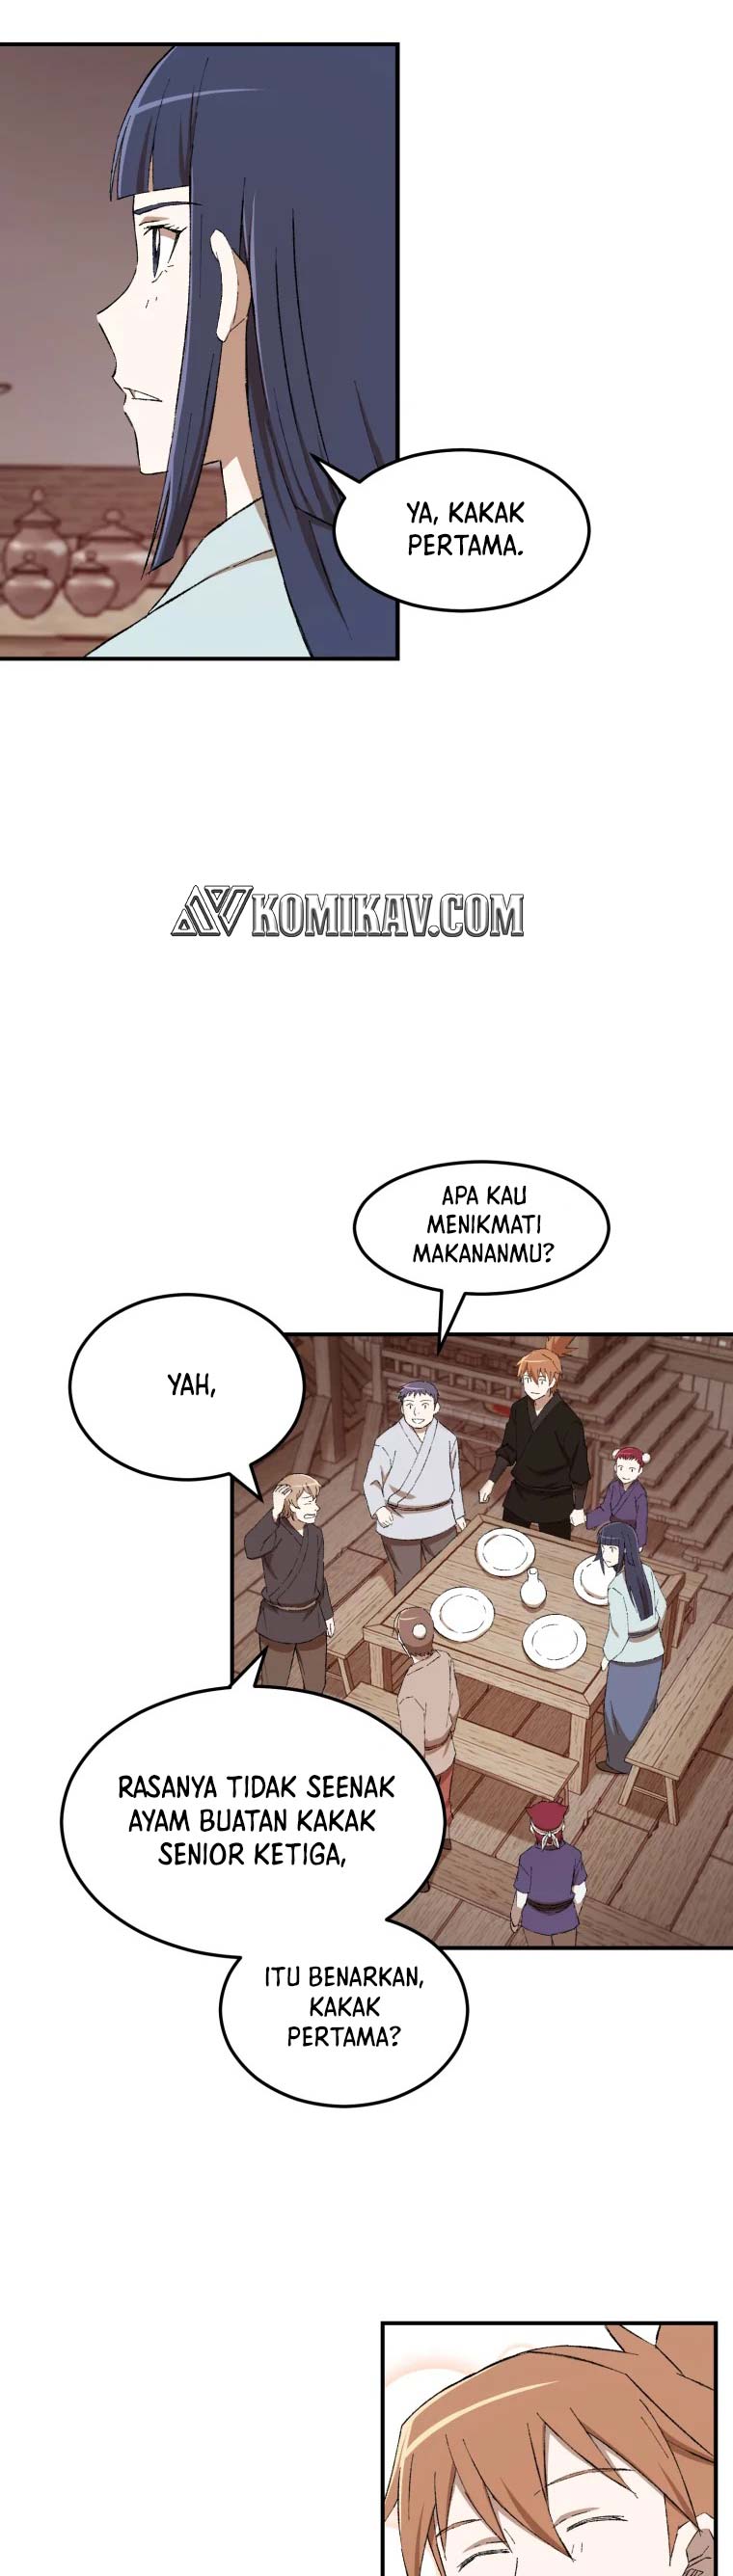 YA, KAKAK
PERTAMA.
KOMIKAV.COM
APA KAU
MENIKMATI
MAKANANMU?
YAH,
RASANYA TIDAK SEENAK
AYAM BUATAN KAKAK
SENIOR KETIGA,
ITU BENARKAN,
KAKAK
PERTAMA?